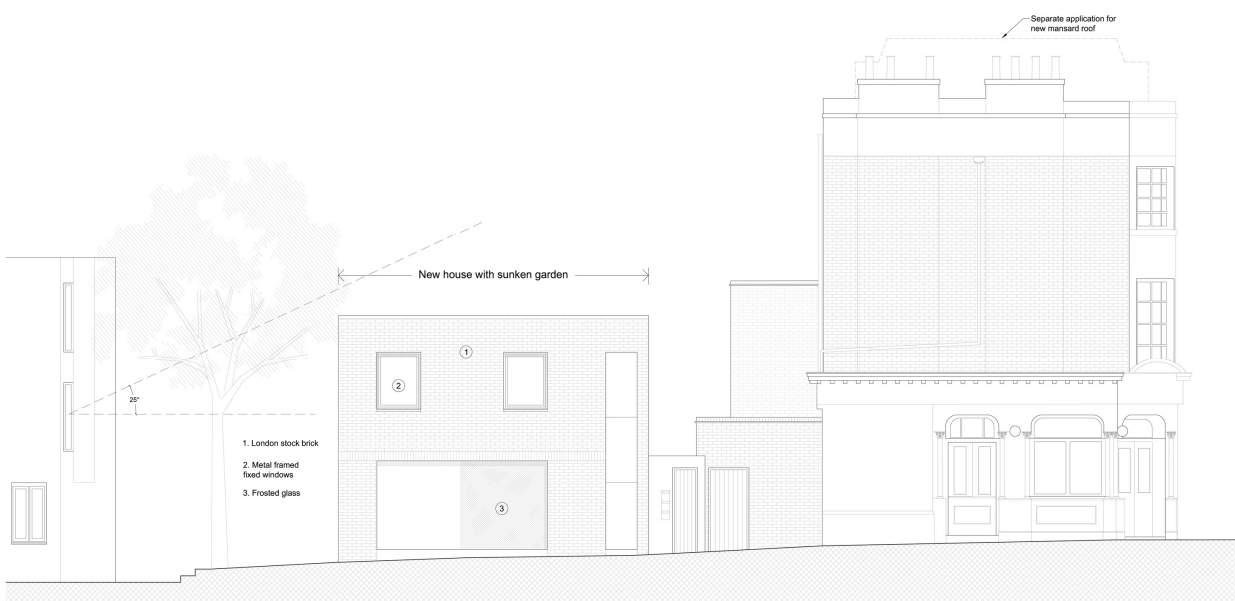 Separate application for
new mansard roof
New house with sunken garden
1
2
25°
1. London stock brick
2. Metal framed
fixed windows
3. Frosted glass
3